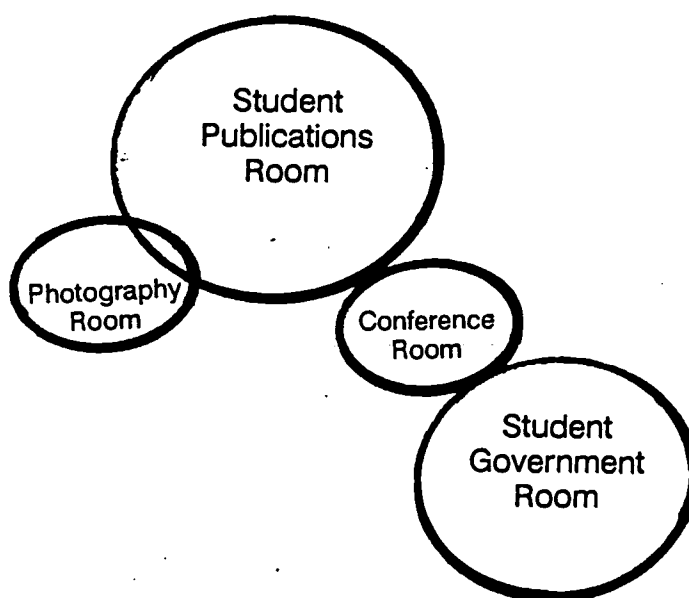 Student
Publications
Room
Photography
Room
Conference
Room
Student
Government
Room